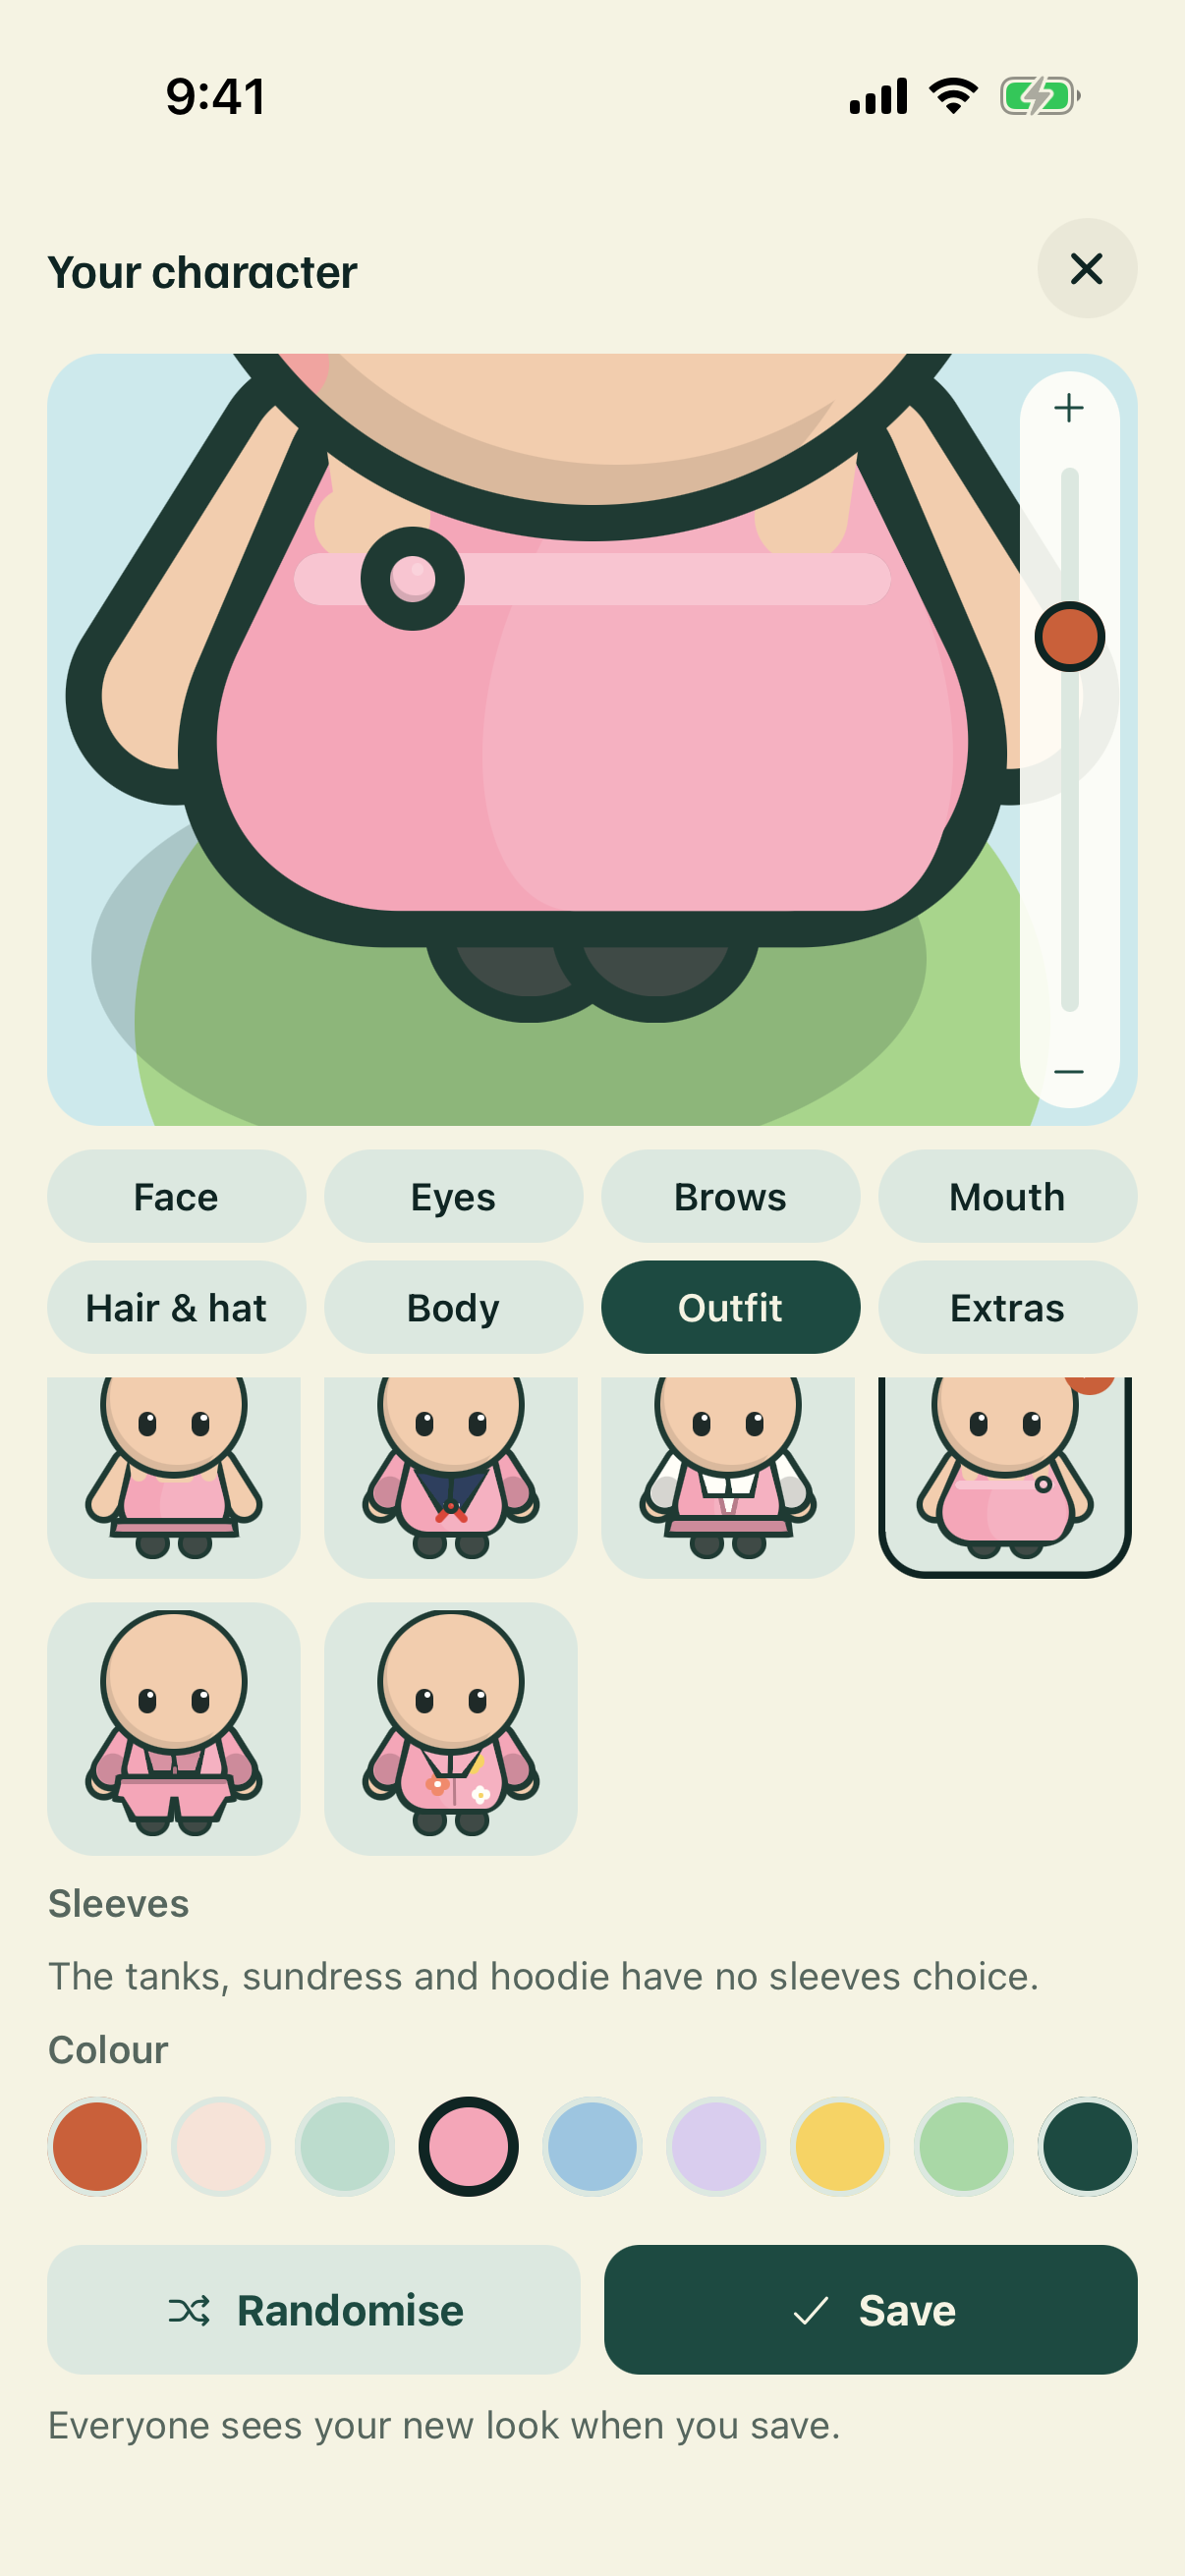 9:41
Your character
Face
Eyes
Brows
Mouth
Hair & hat
Body
Outfit
Extras
Sleeves
The tanks, sundress and hoodie have no sleeves choice.
Colour
Randomise
Save
Everyone sees your new look when you save.